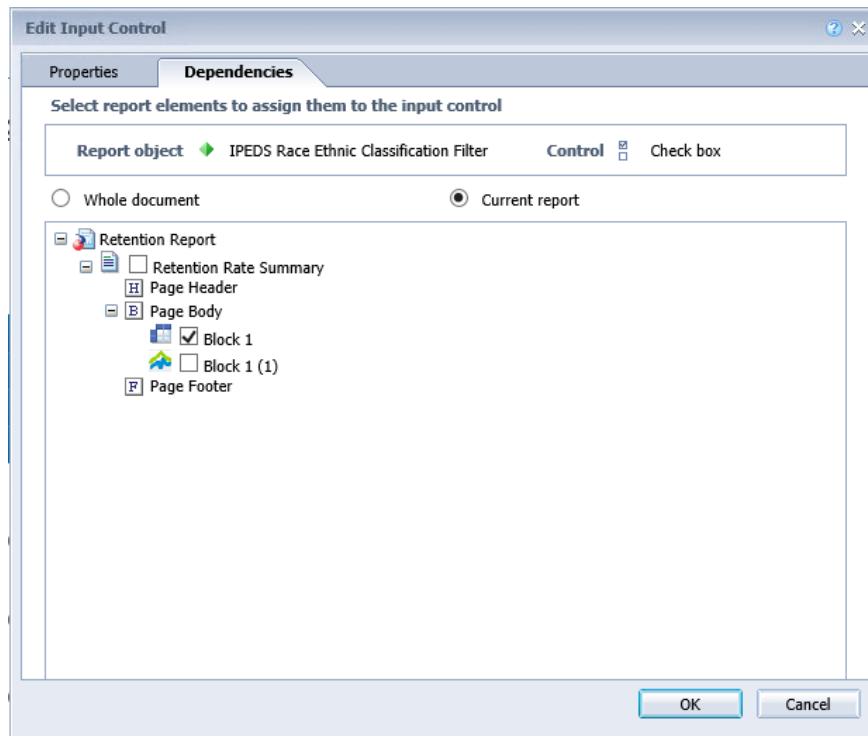 Edit Input Control
Properties Dependencies
Select report elements to assign them to the input control
Report object IPEDS Race Ethnic Classification Filter Control Check box
Whole document Current report
Retention Report
Retention Rate Summary
H Page Header
B Page Body
Block 1
Block 1 (1)
F Page Footer
OK Cancel